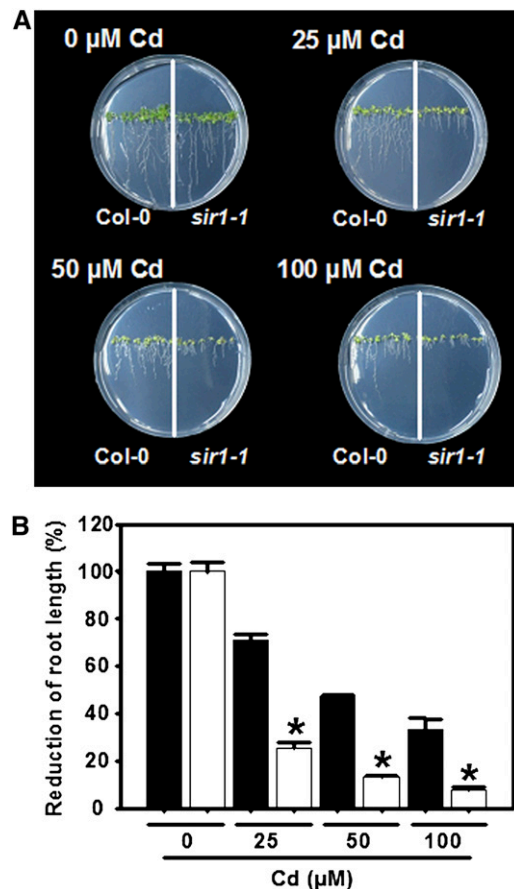 A
0 µM Cd
25 µM Cd
Col-0
sir1-1
Col-0
sir1-1
50 µM Cd
100 µM Cd
Col-0
sir1-1
Col-0
sir1-1
B
Reduction of root length (%)
120
100
80
60
40
20
0
*
*
*
0
25
50
100
Cd (µM)